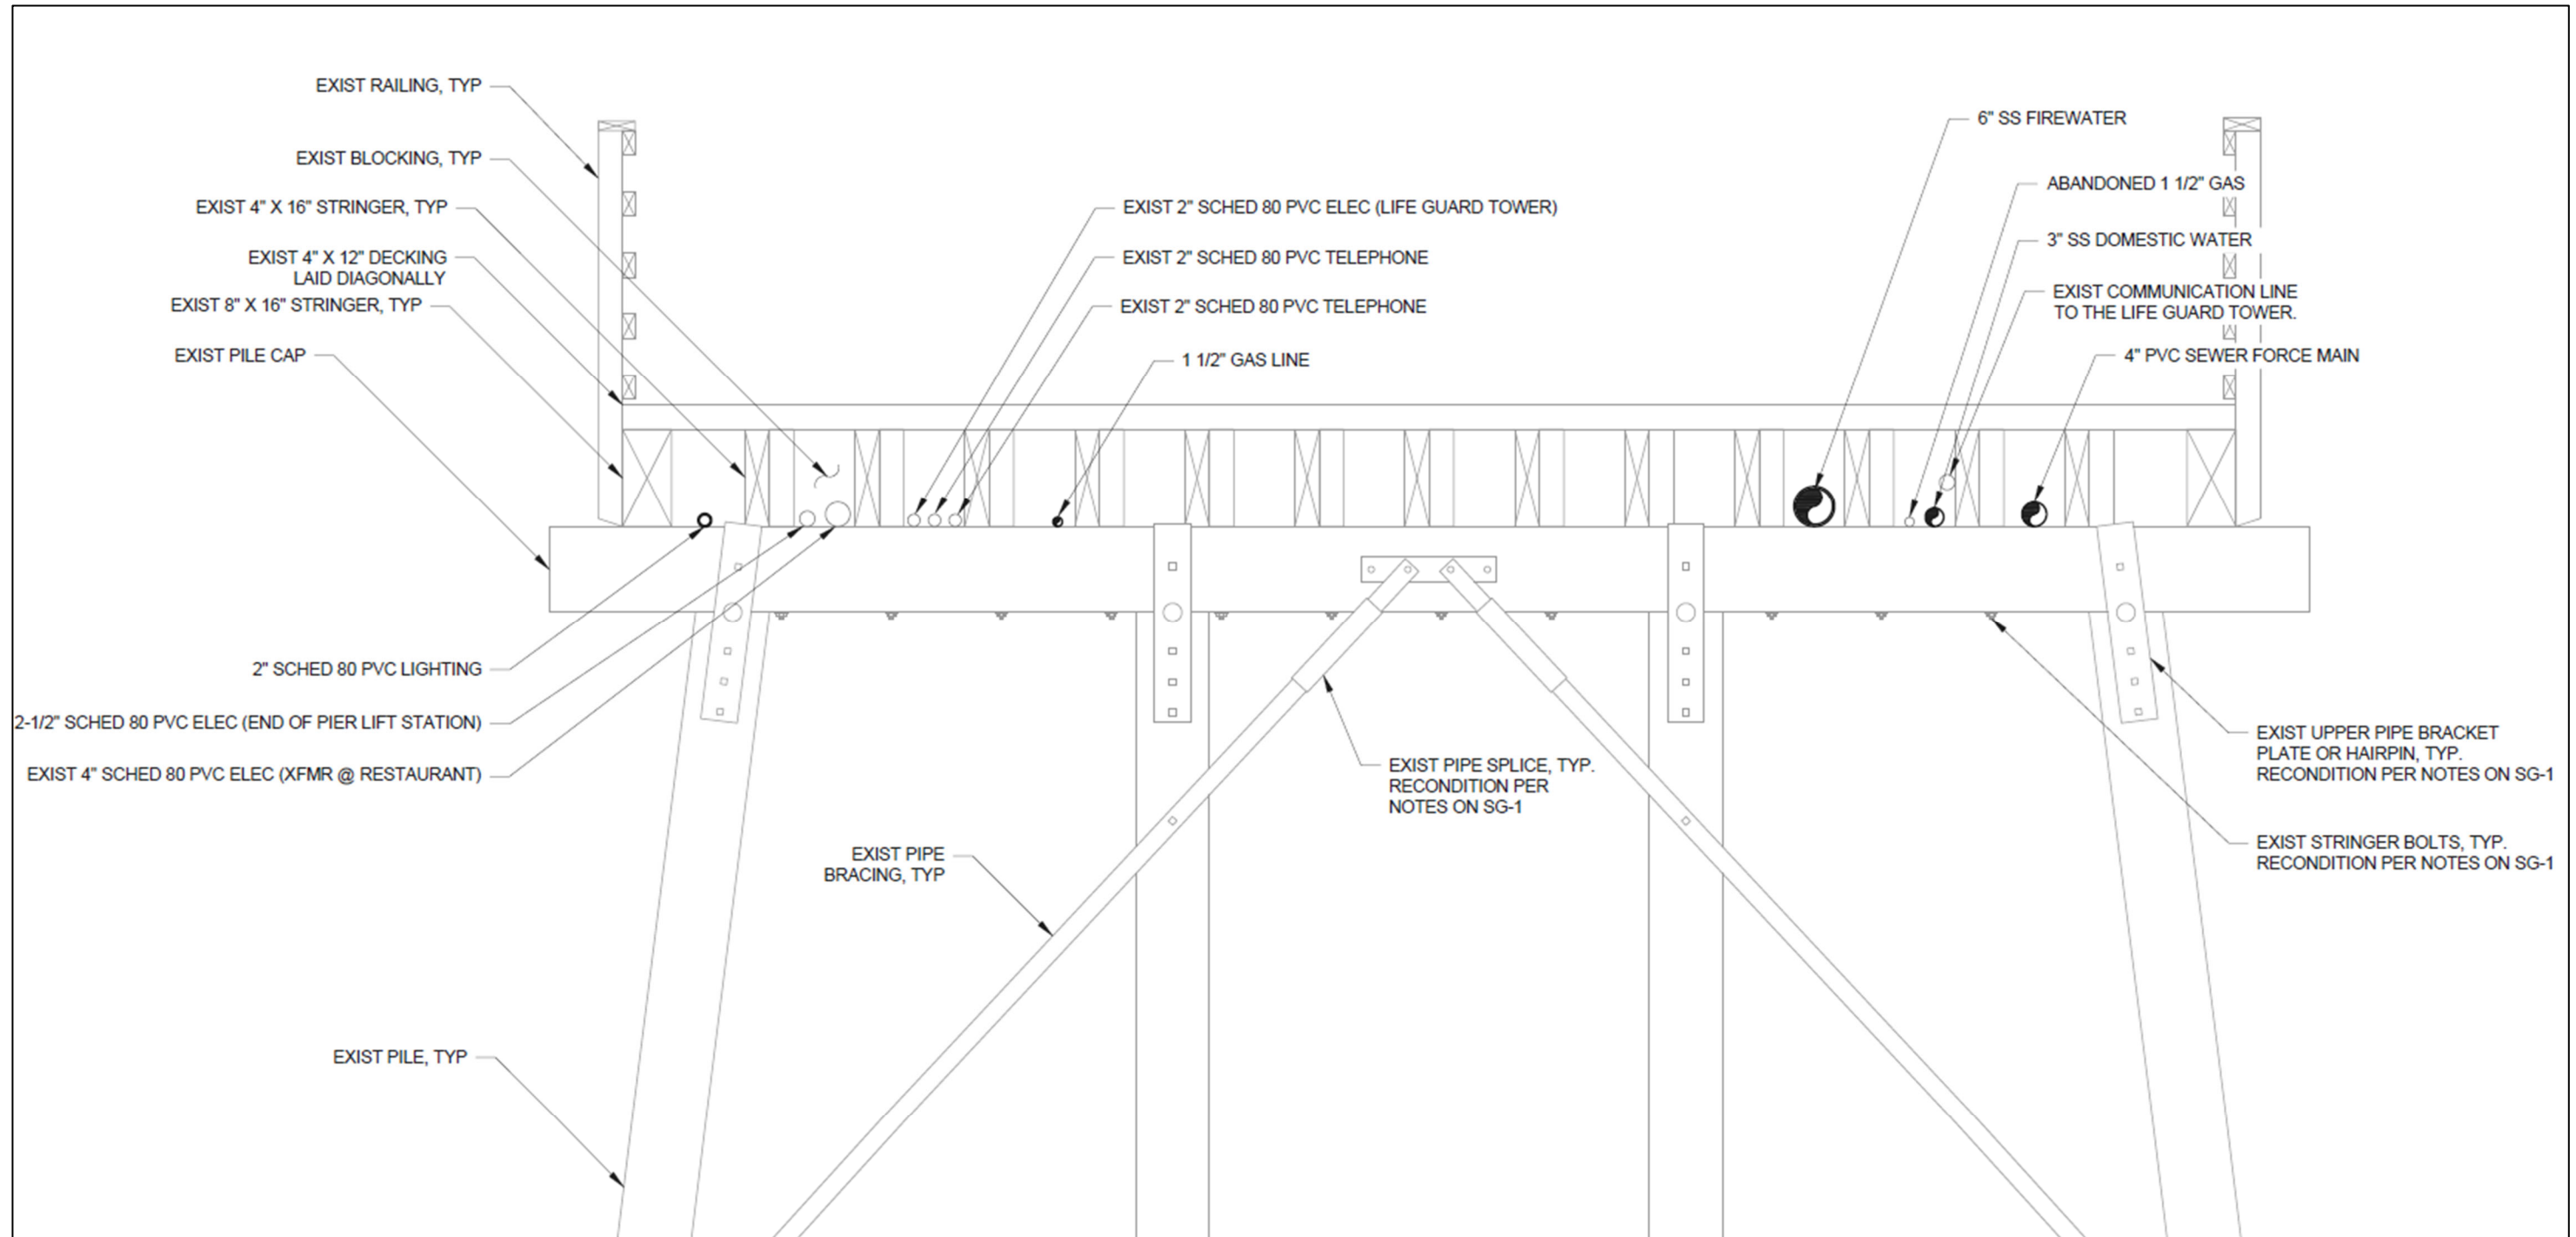 EXIST RAILING, TYP
EXIST BLOCKING, TYP
EXIST 4" X 16" STRINGER, TYP
EXIST 4" X 12" DECKING
LAID DIAGONALLY
EXIST 8" X 16" STRINGER, TYP
EXIST PILE CAP
EXIST 2" SCHED 80 PVC ELEC (LIFE GUARD TOWER)
EXIST 2" SCHED 80 PVC TELEPHONE
EXIST 2" SCHED 80 PVC TELEPHONE
1 1/2" GAS LINE
6" SS FIREWATER
ABANDONED 1 1/2" GAS
3" SS DOMESTIC WATER
EXIST COMMUNICATION LINE
TO THE LIFE GUARD TOWER.
4" PVC SEWER FORCE MAIN
2" SCHED 80 PVC LIGHTING
2-1/2" SCHED 80 PVC ELEC (END OF PIER LIFT STATION)
EXIST 4" SCHED 80 PVC ELEC (XFMR @ RESTAURANT)
EXIST PIPE SPLICE, TYP.
RECONDITION PER
NOTES ON SG-1
EXIST UPPER PIPE BRACKET
PLATE OR HAIRPIN, TYP.
RECONDITION PER NOTES ON SG-1
EXIST STRINGER BOLTS, TYP.
RECONDITION PER NOTES ON SG-1
EXIST PIPE
BRACING, TYP
EXIST PILE, TYP